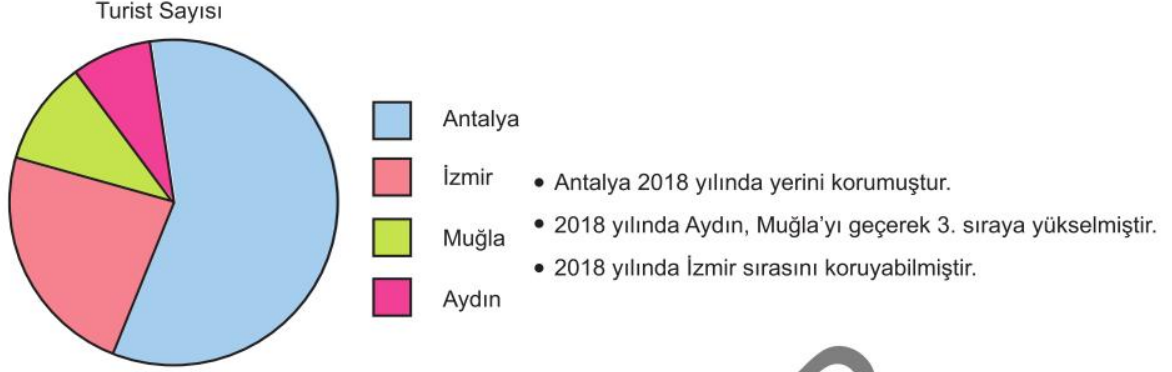 Turist Sayısı
Antalya
İzmir
Muğla
Aydın
• Antalya 2018 yılında yerini korumuştur.
• 2018 yılında Aydın, Muğla'yı geçerek 3. sıraya yükselmiştir.
• 2018 yılında İzmir sırasını koruyabilmiştir.